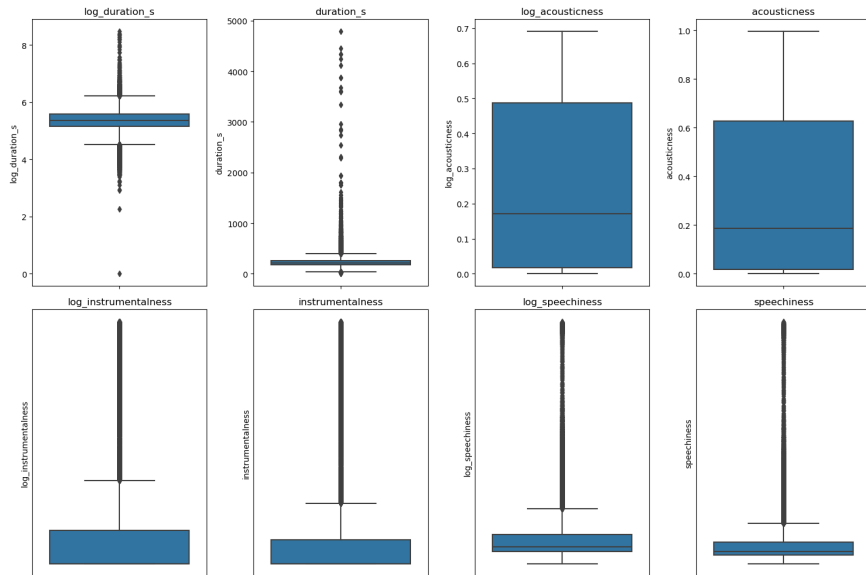 log_duration_s
duration_s
log_acousticness
acousticness
log_duration_s
8
6
4
2
0
duration_s
5000
4000
3000
2000
1000
0
log_acousticness
0.7
0.6
0.5
0.4
0.3
0.2
0.1
0.0
acousticness
1.0
0.8
0.6
0.4
0.2
0.0
log_instrumentalness
instrumentalness
log_speechiness
speechiness
log_instrumentalness
instrumentalness
log_speechiness
speechiness